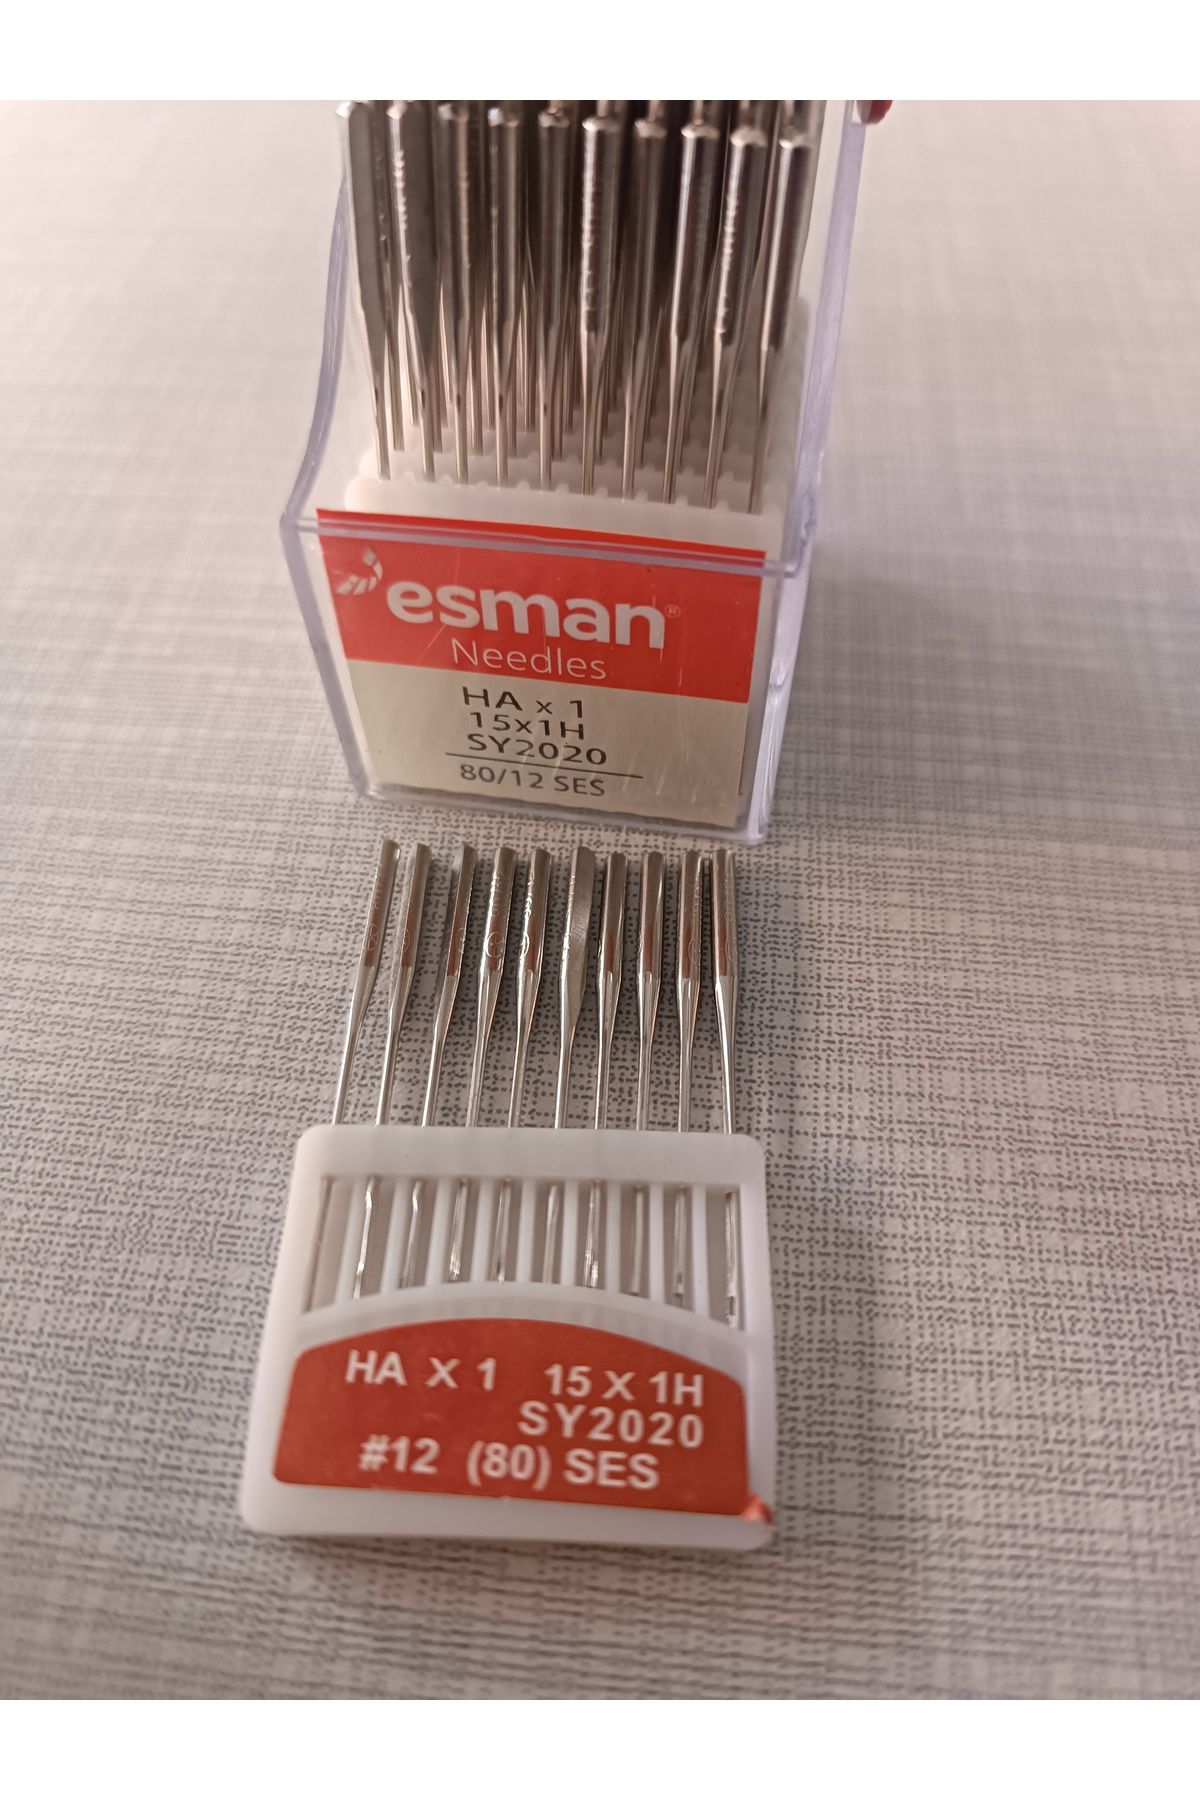 esman®
Needles
HA x 1
15x1H
SY2020
80/12 SES
HA X 1 15 X 1H
SY2020
#12 (80) SES